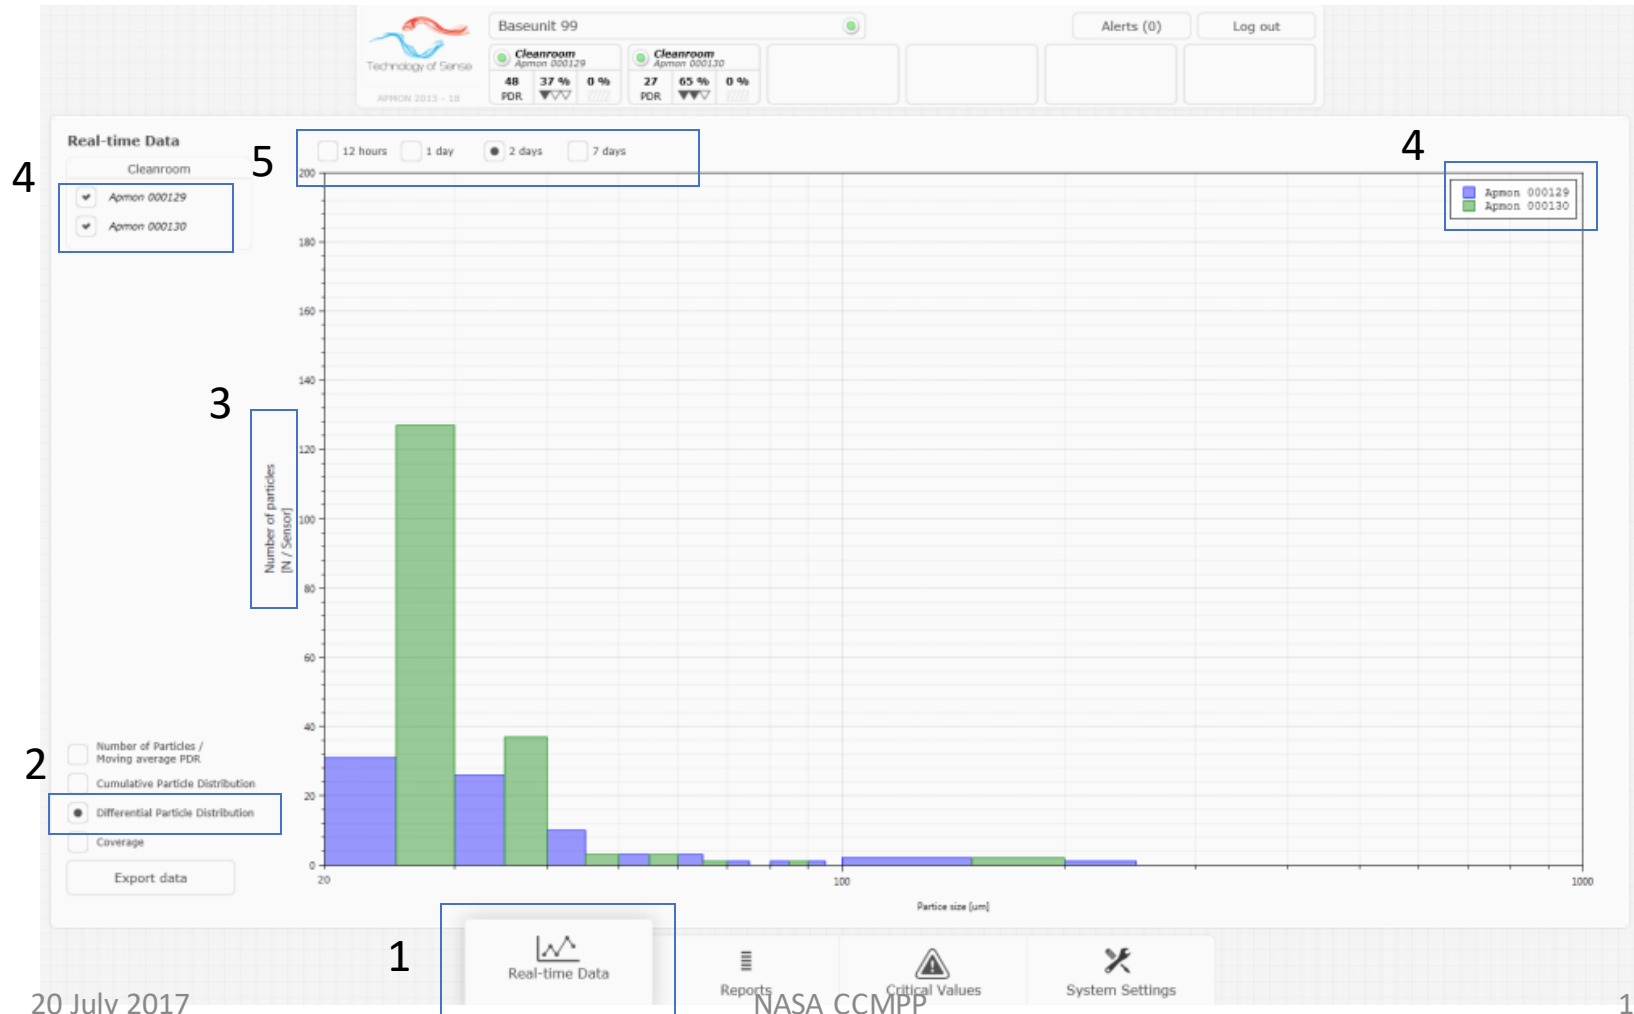 Technology of Sense
APMON 2013 - 16
Baseunit 99
Alerts (0)
Log out
Cleanroom
Apmon 000129
48 37 % 0 %
PDR
Cleanroom
Apmon 000130
27 65 % 0 %
PDR
Real-time Data
Cleanroom
4
Apmon 000129
Apmon 000130
5
12 hours 1 day 2 days 7 days
4
Apmon 000129
Apmon 000130
200
180
160
140
120
100
80
60
40
20
0
3
Number of particles
[N / Sensor]
20 100 1000
Partice size [um]
2
Number of Particles /
Moving average PDR
Cumulative Particle Distribution
Differential Particle Distribution
Coverage
Export data
1
Real-time Data
Reports
Critical Values
System Settings
20 July 2017
NASA CCMPP
1